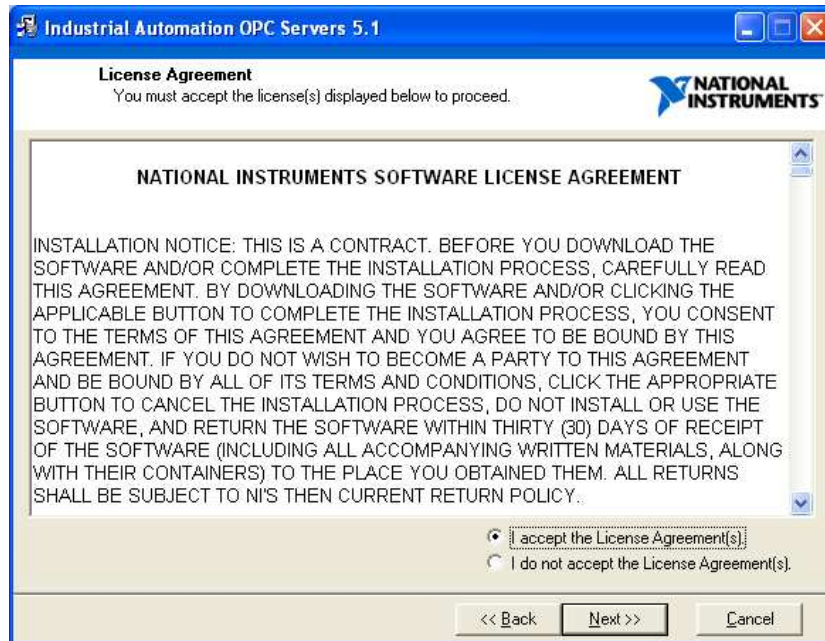 Industrial Automation OPC Servers 5.1
License Agreement
You must accept the license(s) displayed below to proceed.
NATIONAL
INSTRUMENTS
NATIONAL INSTRUMENTS SOFTWARE LICENSE AGREEMENT
INSTALLATION NOTICE: THIS IS A CONTRACT. BEFORE YOU DOWNLOAD THE
SOFTWARE AND/OR COMPLETE THE INSTALLATION PROCESS, CAREFULLY READ
THIS AGREEMENT. BY DOWNLOADING THE SOFTWARE AND/OR CLICKING THE
APPLICABLE BUTTON TO COMPLETE THE INSTALLATION PROCESS, YOU CONSENT
TO THE TERMS OF THIS AGREEMENT AND YOU AGREE TO BE BOUND BY THIS
AGREEMENT. IF YOU DO NOT WISH TO BECOME A PARTY TO THIS AGREEMENT
AND BE BOUND BY ALL OF ITS TERMS AND CONDITIONS, CLICK THE APPROPRIATE
BUTTON TO CANCEL THE INSTALLATION PROCESS, DO NOT INSTALL OR USE THE
SOFTWARE, AND RETURN THE SOFTWARE WITHIN THIRTY (30) DAYS OF RECEIPT
OF THE SOFTWARE (INCLUDING ALL ACCOMPANYING WRITTEN MATERIALS, ALONG
WITH THEIR CONTAINERS) TO THE PLACE YOU OBTAINED THEM. ALL RETURNS
SHALL BE SUBJECT TO NI'S THEN CURRENT RETURN POLICY.
I accept the License Agreement(s).
I do not accept the License Agreement(s).
<< Back Next >> Cancel